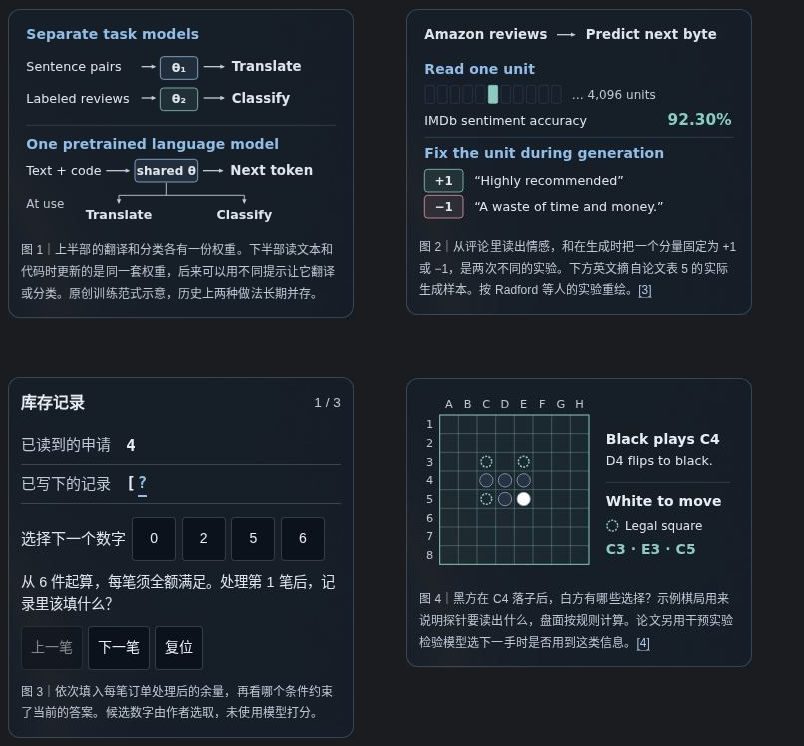 Separate task models
Sentence pairs → θ₁ → Translate
Labeled reviews → θ₂ → Classify
One pretrained language model
Text + code → shared θ → Next token
At use
Translate Classify
图 1｜上半部的翻译和分类各有一份权重。下半部读文本和
代码时更新的是同一套权重，后来可以用不同提示让它翻译
或分类。原创训练范式示意，历史上两种做法长期并存。
Amazon reviews → Predict next byte
Read one unit
... 4,096 units
IMDb sentiment accuracy 92.30%
Fix the unit during generation
+1 “Highly recommended”
−1 “A waste of time and money.”
图 2｜从评论里读出情感，和在生成时把一个分量固定为 +1
或 −1，是两次不同的实验。下方英文摘自论文表 5 的实际
生成样本。按 Radford 等人的实验重绘。[3]
库存记录 1 / 3
已读到的申请 4
已写下的记录 [ ?
选择下一个数字 0 2 5 6
从 6 件起算，每笔须全额满足。处理第 1 笔后，记
录里该填什么？
上一笔 下一笔 复位
图 3｜依次填入每笔订单处理后的余量，再看哪个条件约束
了当前的答案。候选数字由作者选取，未使用模型打分。
A B C D E F G H
1
2
3
4
5
6
7
8
Black plays C4
D4 flips to black.
White to move
Legal square
C3 · E3 · C5
图 4｜黑方在 C4 落子后，白方有哪些选择？示例棋局用来
说明探针要读出什么，盘面按规则计算。论文另用干预实验
检验模型选下一手时是否用到这类信息。[4]